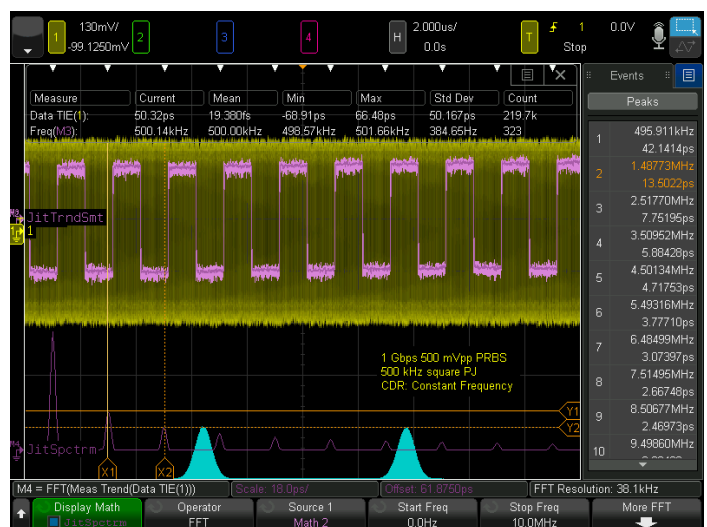 1 130mV/ 2 3 4 H 2.000us/ T 1 0.0V
-99.1250mV 0.0s Stop
Events
Measure Current Mean Min Max Std Dev Count
Data TIE(1): 50.32ps 19.380fs -68.91ps 66.48ps 50.167ps 219.7k
Freq(M3): 500.14kHz 500.00kHz 498.57kHz 501.66kHz 384.65Hz 323
Peaks
1 495.911kHz
42.1414ps
2 1.48773MHz
13.5022ps
3 2.51770MHz
7.75195ps
4 3.50952MHz
5.88428ps
5 4.50134MHz
4.71753ps
6 5.49316MHz
3.77710ps
7 6.48499MHz
3.07397ps
8 7.51495MHz
2.66748ps
9 8.50677MHz
2.46973ps
10 9.49860MHz
JitTrndSmt
1
1 Gbps 500 mVpp PRBS
500 kHz square PJ
CDR: Constant Frequency
Y1
Y2
JitSpctrm
X1 X2
M4 = FFT(Meas Trend(Data TIE(1))) Scale: 18.0ps/ Offset: 61.8750ps FFT Resolution: 38.1kHz
Display Math Operator Source 1 Start Freq Stop Freq More FFT
JitSpctrm FFT Math 2 0.0Hz 10.0MHz